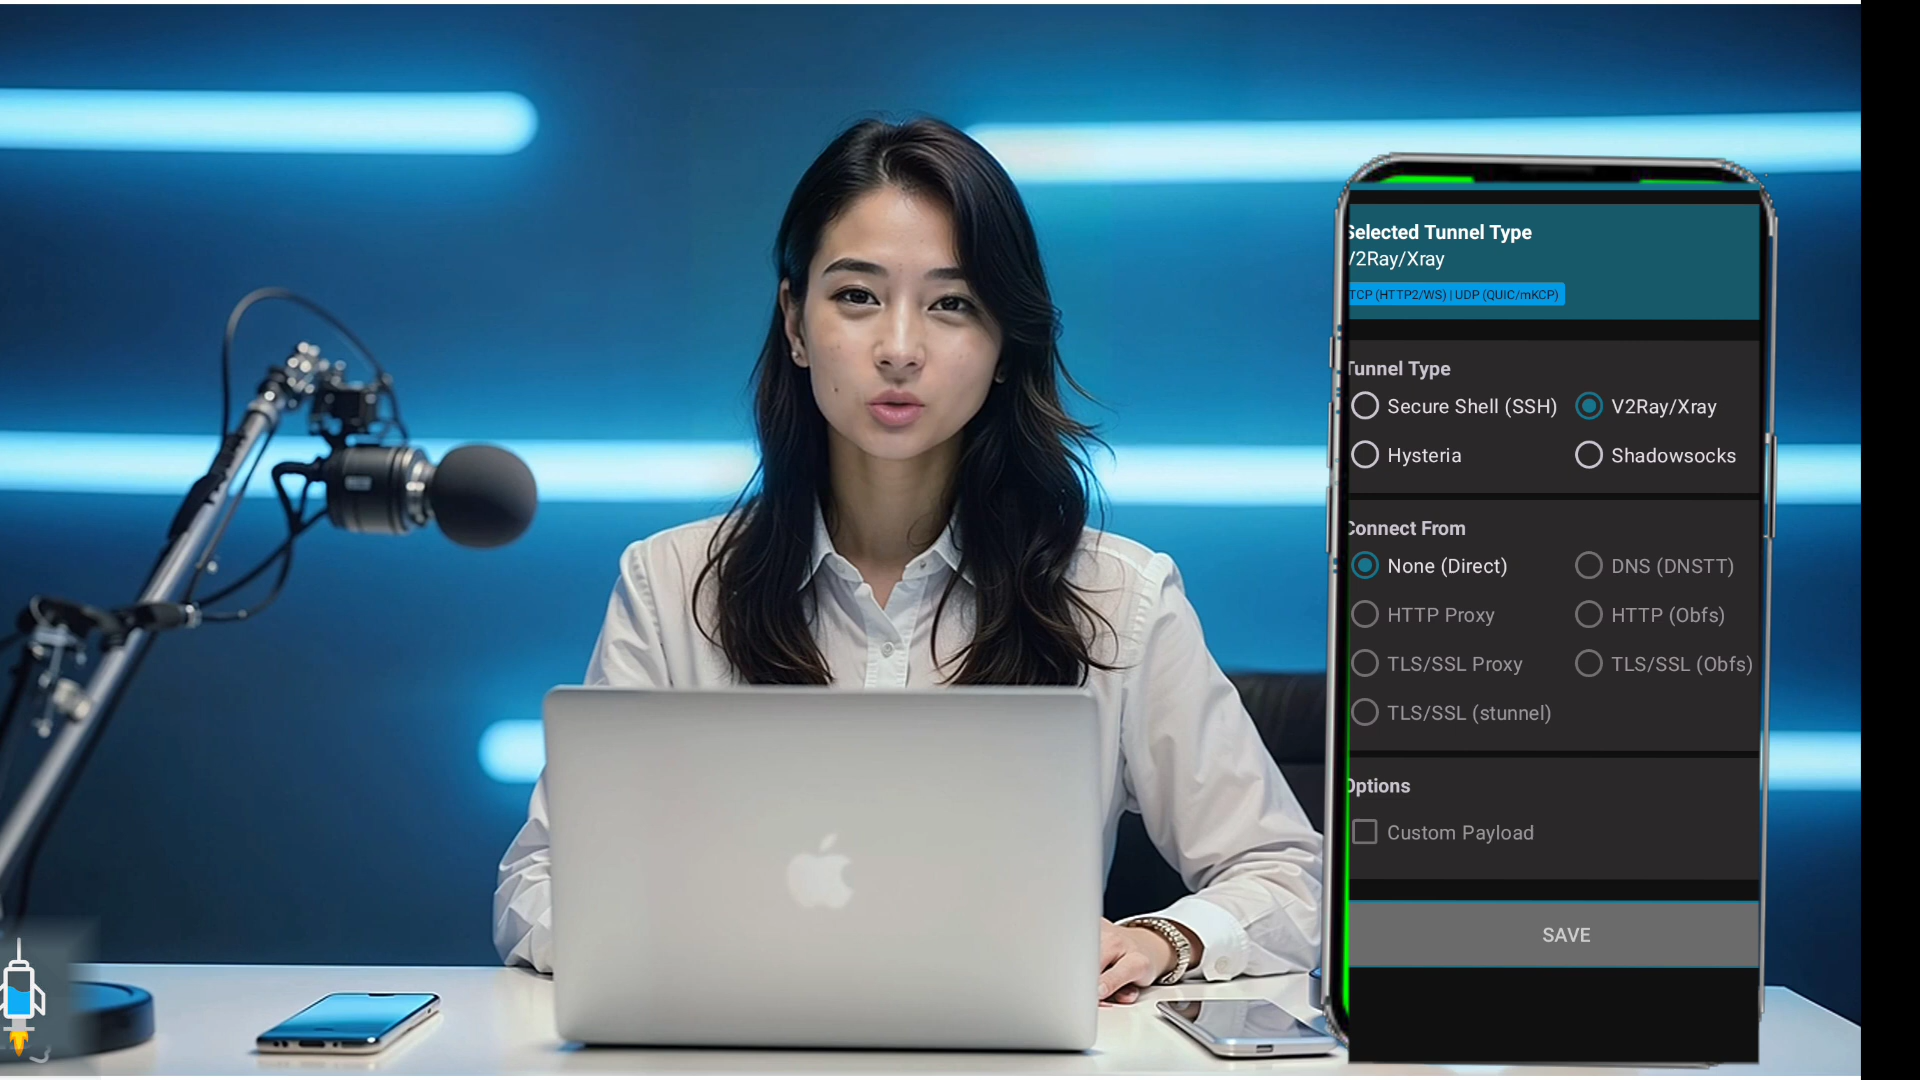 Selected Tunnel Type
V2Ray/Xray
TCP (HTTP2/WS) | UDP (QUIC/mKCP)
Tunnel Type
Secure Shell (SSH) V2Ray/Xray
Hysteria Shadowsocks
Connect From
None (Direct) DNS (DNSTT)
HTTP Proxy HTTP (Obfs)
TLS/SSL Proxy TLS/SSL (Obfs)
TLS/SSL (stunnel)
Options
Custom Payload
SAVE